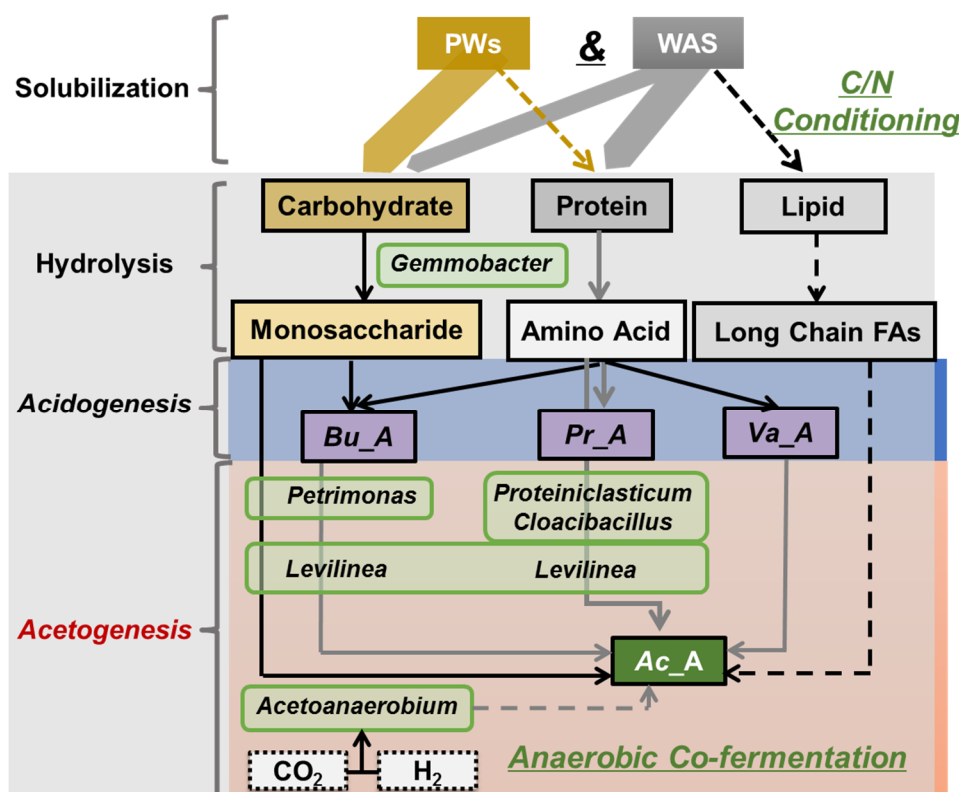 PWs & WAS
Solubilization
C/N
Conditioning
Carbohydrate Protein Lipid
Hydrolysis
Gemmobacter
Monosaccharide Amino Acid Long Chain FAs
Acidogenesis
Bu_A Pr_A Va_A
Petrimonas
Proteiniclasticum
Cloacibacillus
Levilinea Levilinea
Acetogenesis
Ac_A
Acetoanaerobium
Anaerobic Co-fermentation
CO₂ H₂